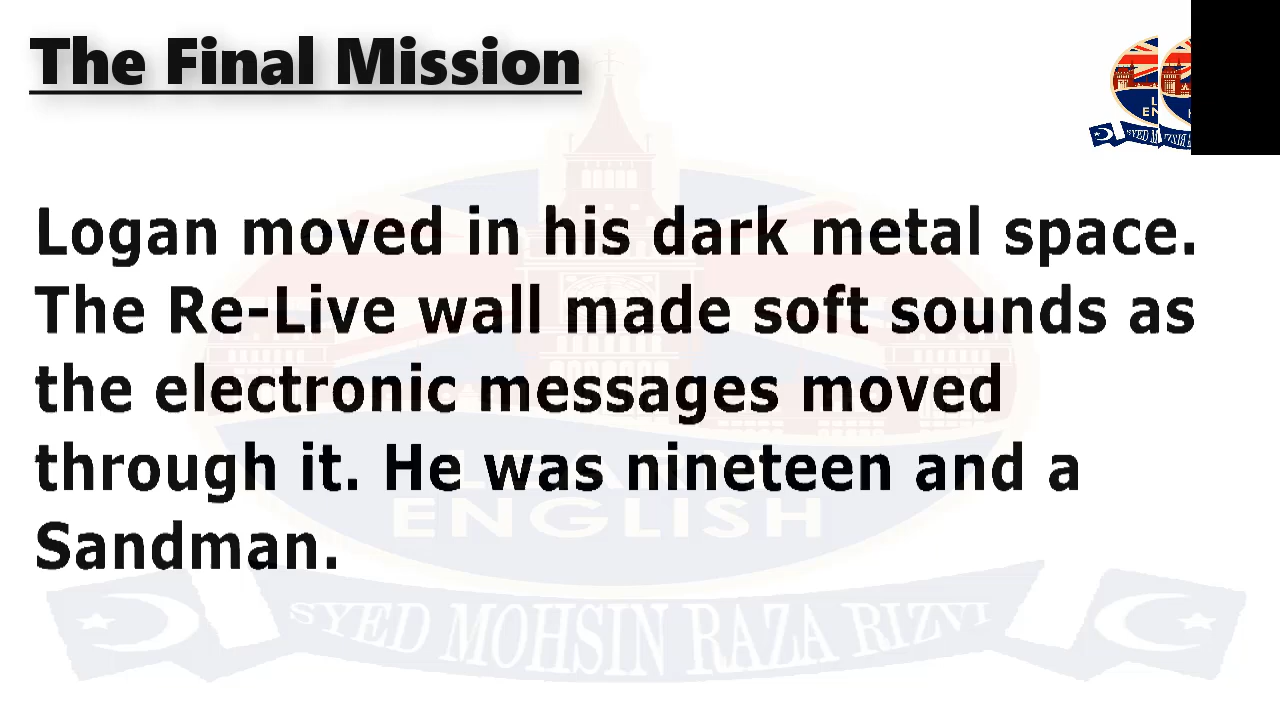 The Final Mission
Logan moved in his dark metal space.
The Re-Live wall made soft sounds as
the electronic messages moved
through it. He was nineteen and a
Sandman.
ENGLISH
SYED MOHSIN RAZA RIZVI